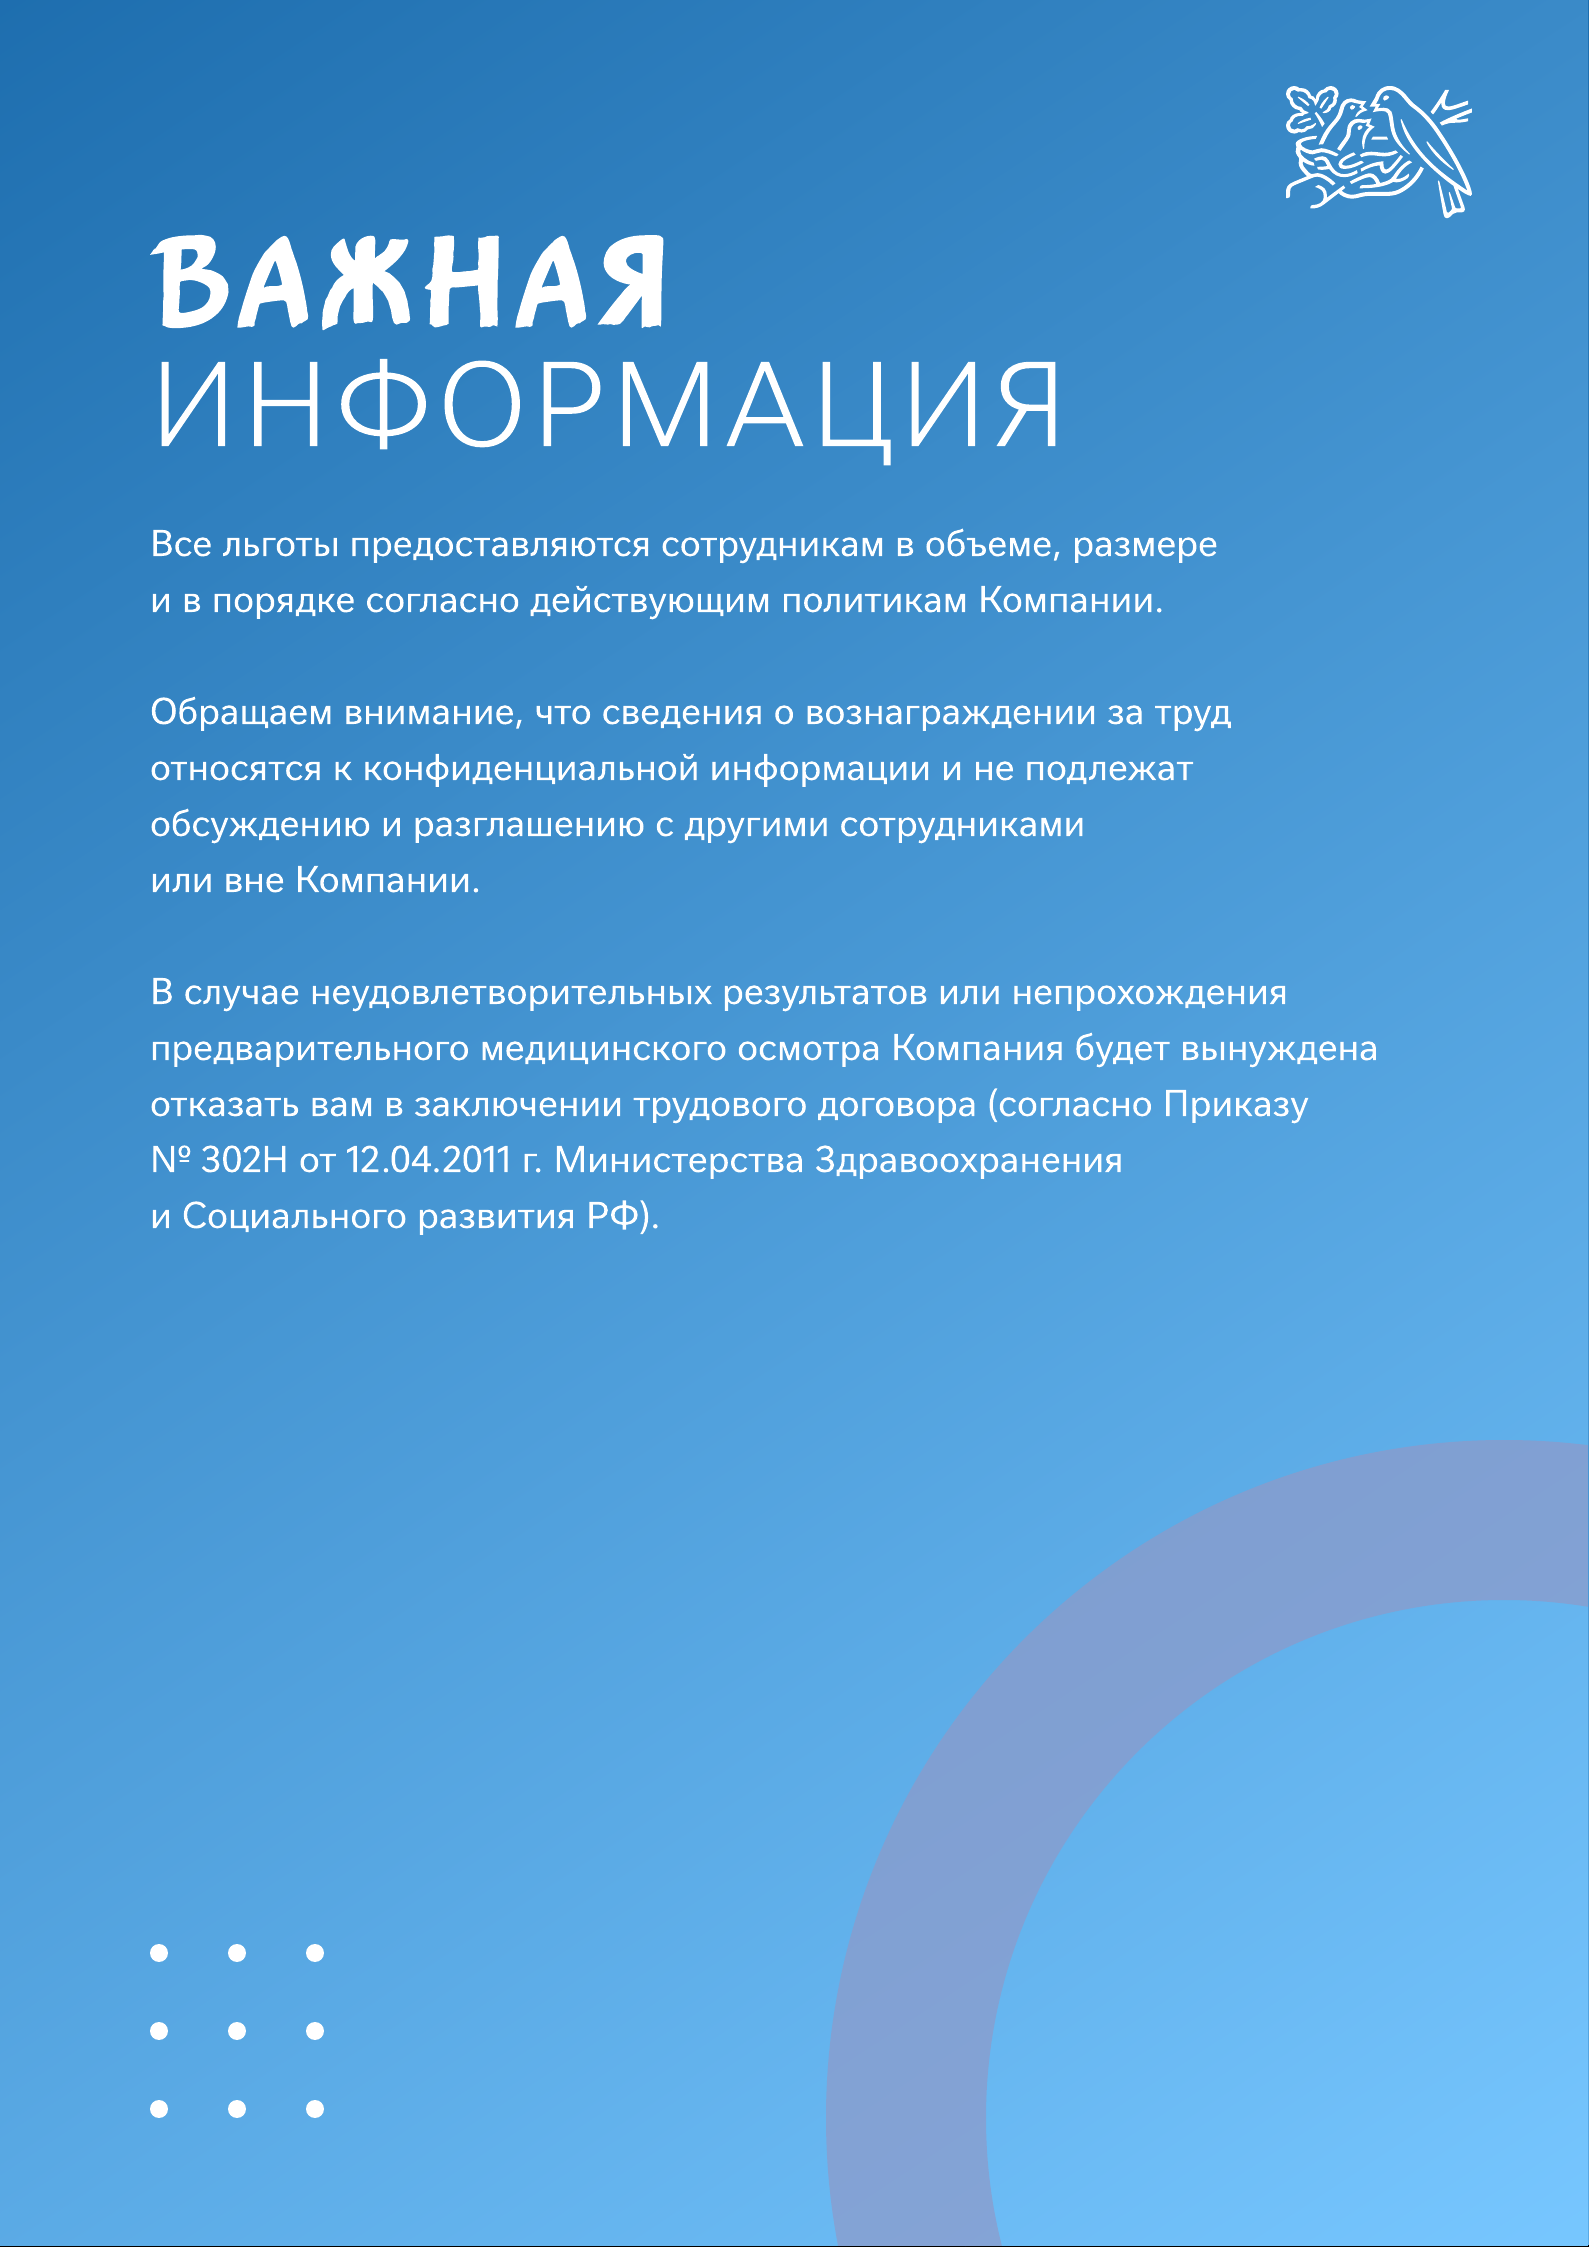 ВАЖНАЯ
ИНФОРМАЦИЯ
Все льготы предоставляются сотрудникам в объеме, размере
и в порядке согласно действующим политикам Компании.
Обращаем внимание, что сведения о вознаграждении за труд
относятся к конфиденциальной информации и не подлежат
обсуждению и разглашению с другими сотрудниками
или вне Компании.
В случае неудовлетворительных результатов или непрохождения
предварительного медицинского осмотра Компания будет вынуждена
отказать вам в заключении трудового договора (согласно Приказу
№ 302Н от 12.04.2011 г. Министерства Здравоохранения
и Социального развития РФ).